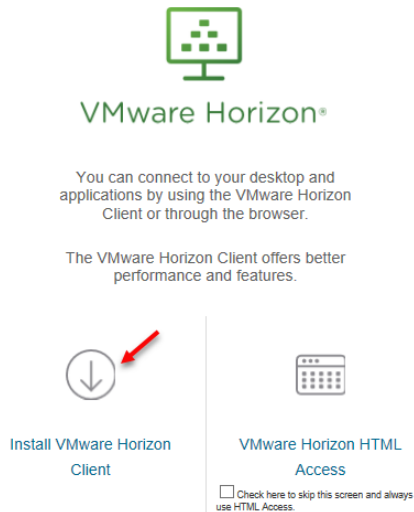 VMware Horizon®
You can connect to your desktop and
applications by using the VMware Horizon
Client or through the browser.
The VMware Horizon Client offers better
performance and features.
Install VMware Horizon
Client
VMware Horizon HTML
Access
Check here to skip this screen and always
use HTML Access.